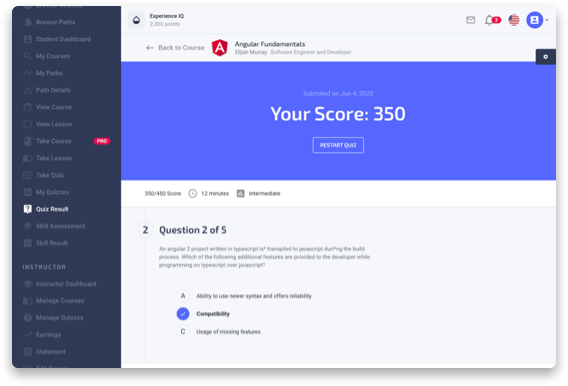 Browse Paths
Student Dashboard
My Courses
My Paths
Path Details
View Course
View Lesson
Take Course PRO
Take Lesson
Take Quiz
My Quizzes
Quiz Result
Skill Assessment
Skill Result
INSTRUCTOR
Instructor Dashboard
Manage Courses
Manage Quizzes
Earnings
Statement
Experience IQ
2,300 points
3
Back to Course
Angular Fundamentals
Elijah Murray Software Engineer and Developer
Submited on Jun 4, 2020
Your Score: 350
RESTART QUIZ
350/450 Score
12 minutes
Intermediate
2 Question 2 of 5
An angular 2 project written in typescript is* transpiled to javascript duri*ng the build
process. Which of the following additional features are provided to the developer while
programming on typescript over javascript?
A Ability to use newer syntax and offers reliability
Compatibility
C Usage of missing features